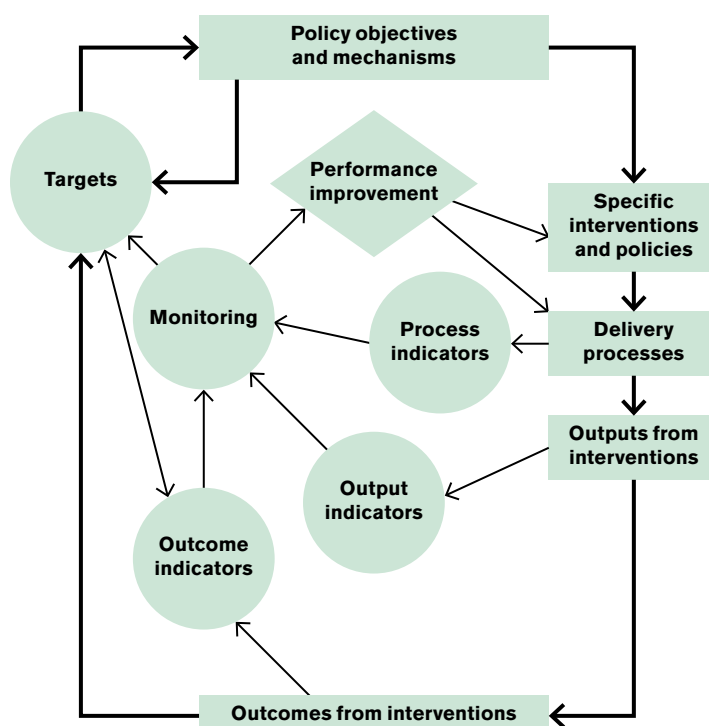 Policy objectives
and mechanisms
Targets
Performance
improvement
Specific
interventions
and policies
Monitoring
Process
indicators
Delivery
processes
Outputs from
interventions
Output
indicators
Outcome
indicators
Outcomes from interventions